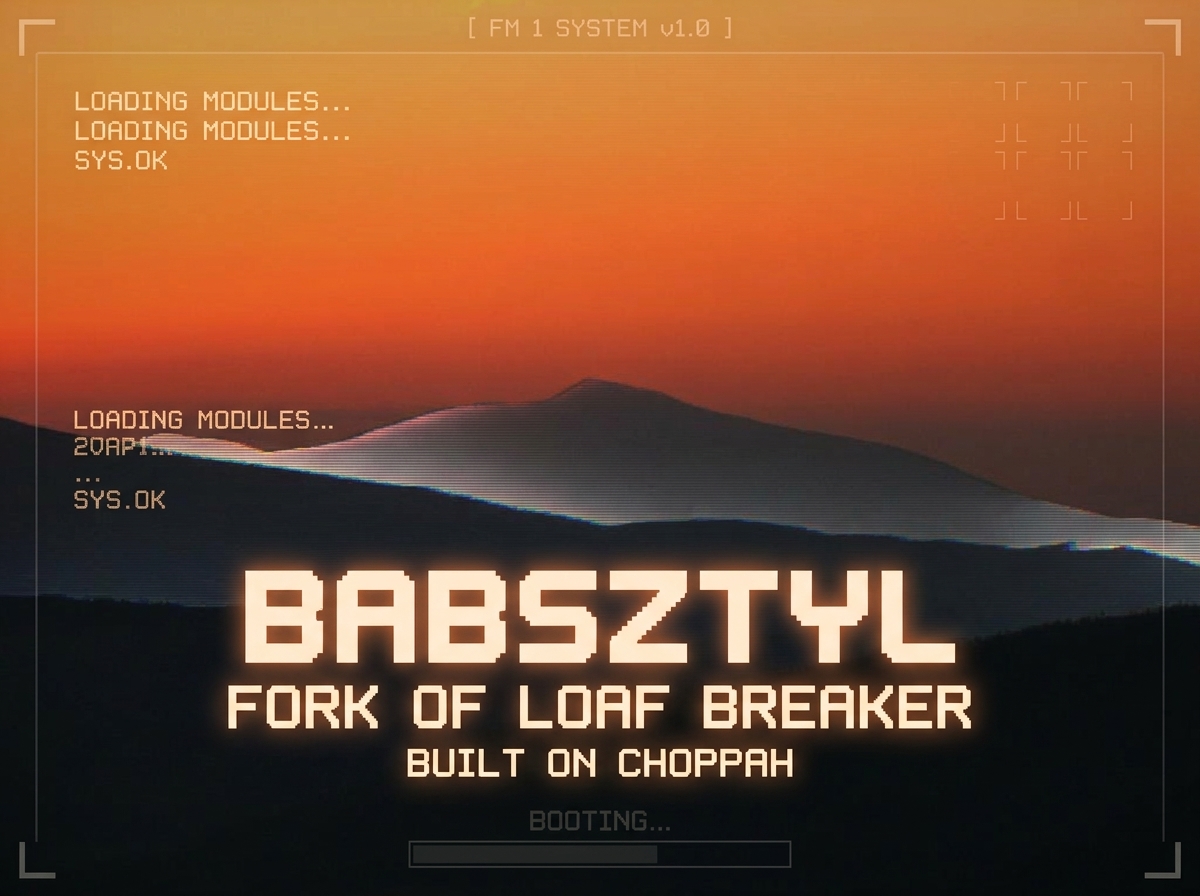 [ FM 1 SYSTEM v1.0 ]
LOADING MODULES...
LOADING MODULES...
SYS.OK
LOADING MODULES...
...
SYS.OK
BABSZTYL
FORK OF LOAF BREAKER
BUILT ON CHOPPAH
BOOTING...